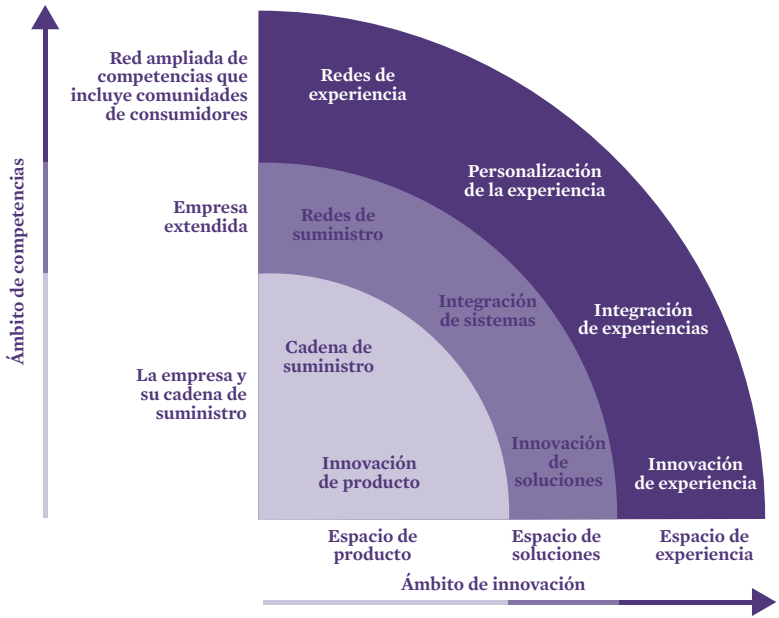 Ámbito de competencias
Red ampliada de
competencias que
incluye comunidades
de consumidores
Empresa
extendida
La empresa y
su cadena de
suministro
Redes de
experiencia
Personalización
de la experiencia
Integración
de experiencias
Innovación
de experiencia
Redes de
suministro
Integración
de sistemas
Innovación
de
soluciones
Cadena de
suministro
Innovación
de producto
Espacio de
producto
Espacio de
soluciones
Espacio de
experiencia
Ámbito de innovación